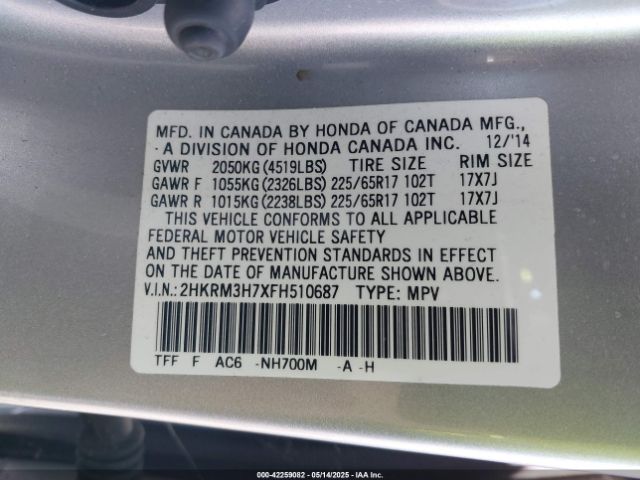 MFD. IN CANADA BY HONDA OF CANADA MFG.,
A DIVISION OF HONDA CANADA INC. 12/'14
GVWR 2050KG (4519LBS) TIRE SIZE RIM SIZE
GAWR F 1055KG (2326LBS) 225/65R17 102T 17X7J
GAWR R 1015KG (2238LBS) 225/65R17 102T 17X7J
THIS VEHICLE CONFORMS TO ALL APPLICABLE
FEDERAL MOTOR VEHICLE SAFETY
AND THEFT PREVENTION STANDARDS IN EFFECT
ON THE DATE OF MANUFACTURE SHOWN ABOVE.
V.I.N.: 2HKRM3H7XFH510687 TYPE: MPV
TFF F AC6 -NH700M -A -H
000-42259082 - 05/14/2025 - IAA Inc.